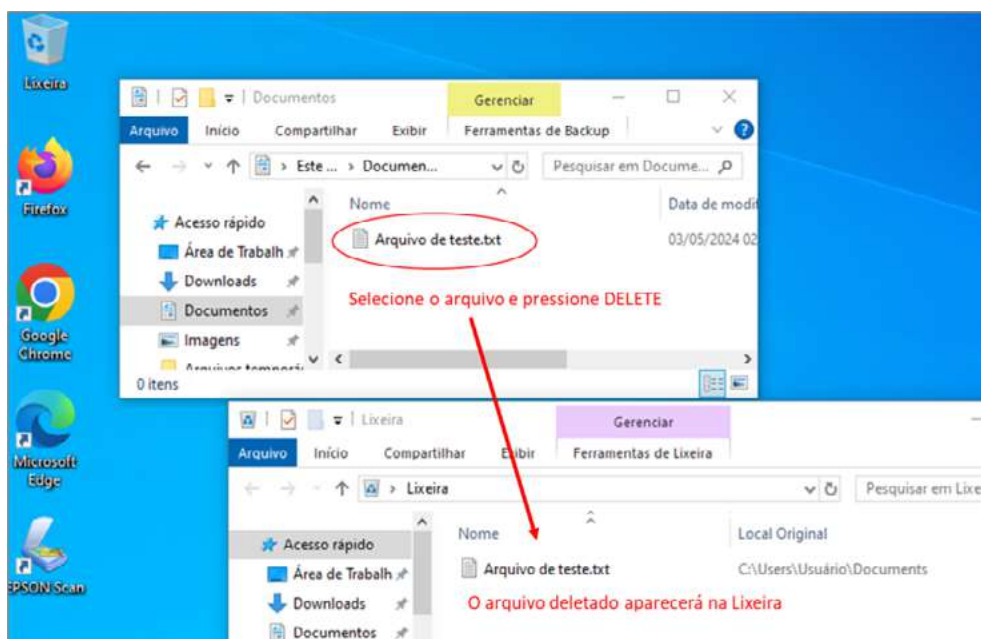 Lixeira
Firefox
Google
Chrome
Microsoft
Edge
EPSON Scan
Documentos
Gerenciar
Arquivo Início Compartilhar Exibir Ferramentas de Backup
Este ... › Documen...
Pesquisar em Docume...
Nome Data de modif
Acesso rápido
Área de Trabalh
Downloads
Documentos
Imagens
Arquivos temporári
Arquivo de teste.txt 03/05/2024 02
Selecione o arquivo e pressione DELETE
0 itens
Lixeira
Gerenciar
Arquivo Início Compartilhar Exibir Ferramentas de Lixeira
Lixeira
Pesquisar em Lixe
Nome Local Original
Acesso rápido
Área de Trabalh
Downloads
Documentos
Arquivo de teste.txt C:\Users\Usuário\Documents
O arquivo deletado aparecerá na Lixeira